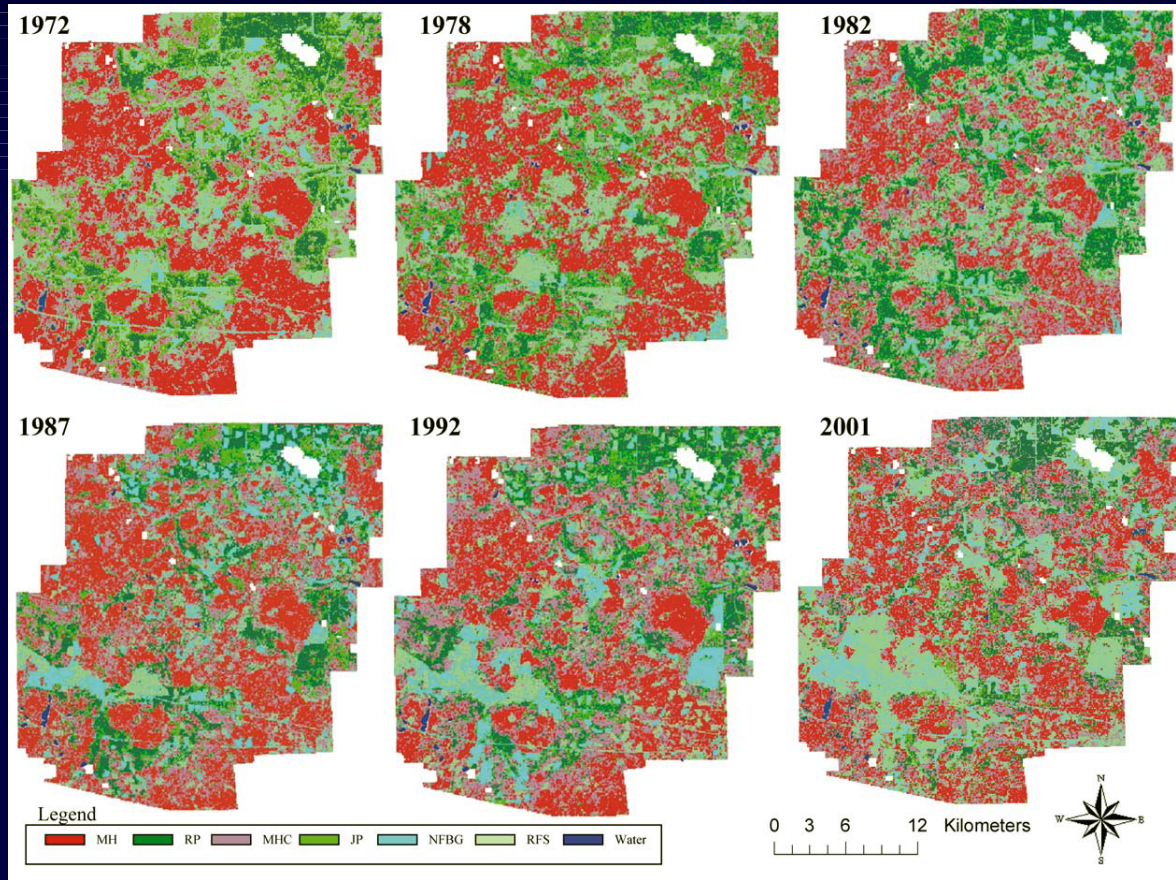 1972 1978 1982
1987 1992 2001
Legend
MH RP MHC JP NFBG RFS Water
0 3 6 12 Kilometers
N
W E
S